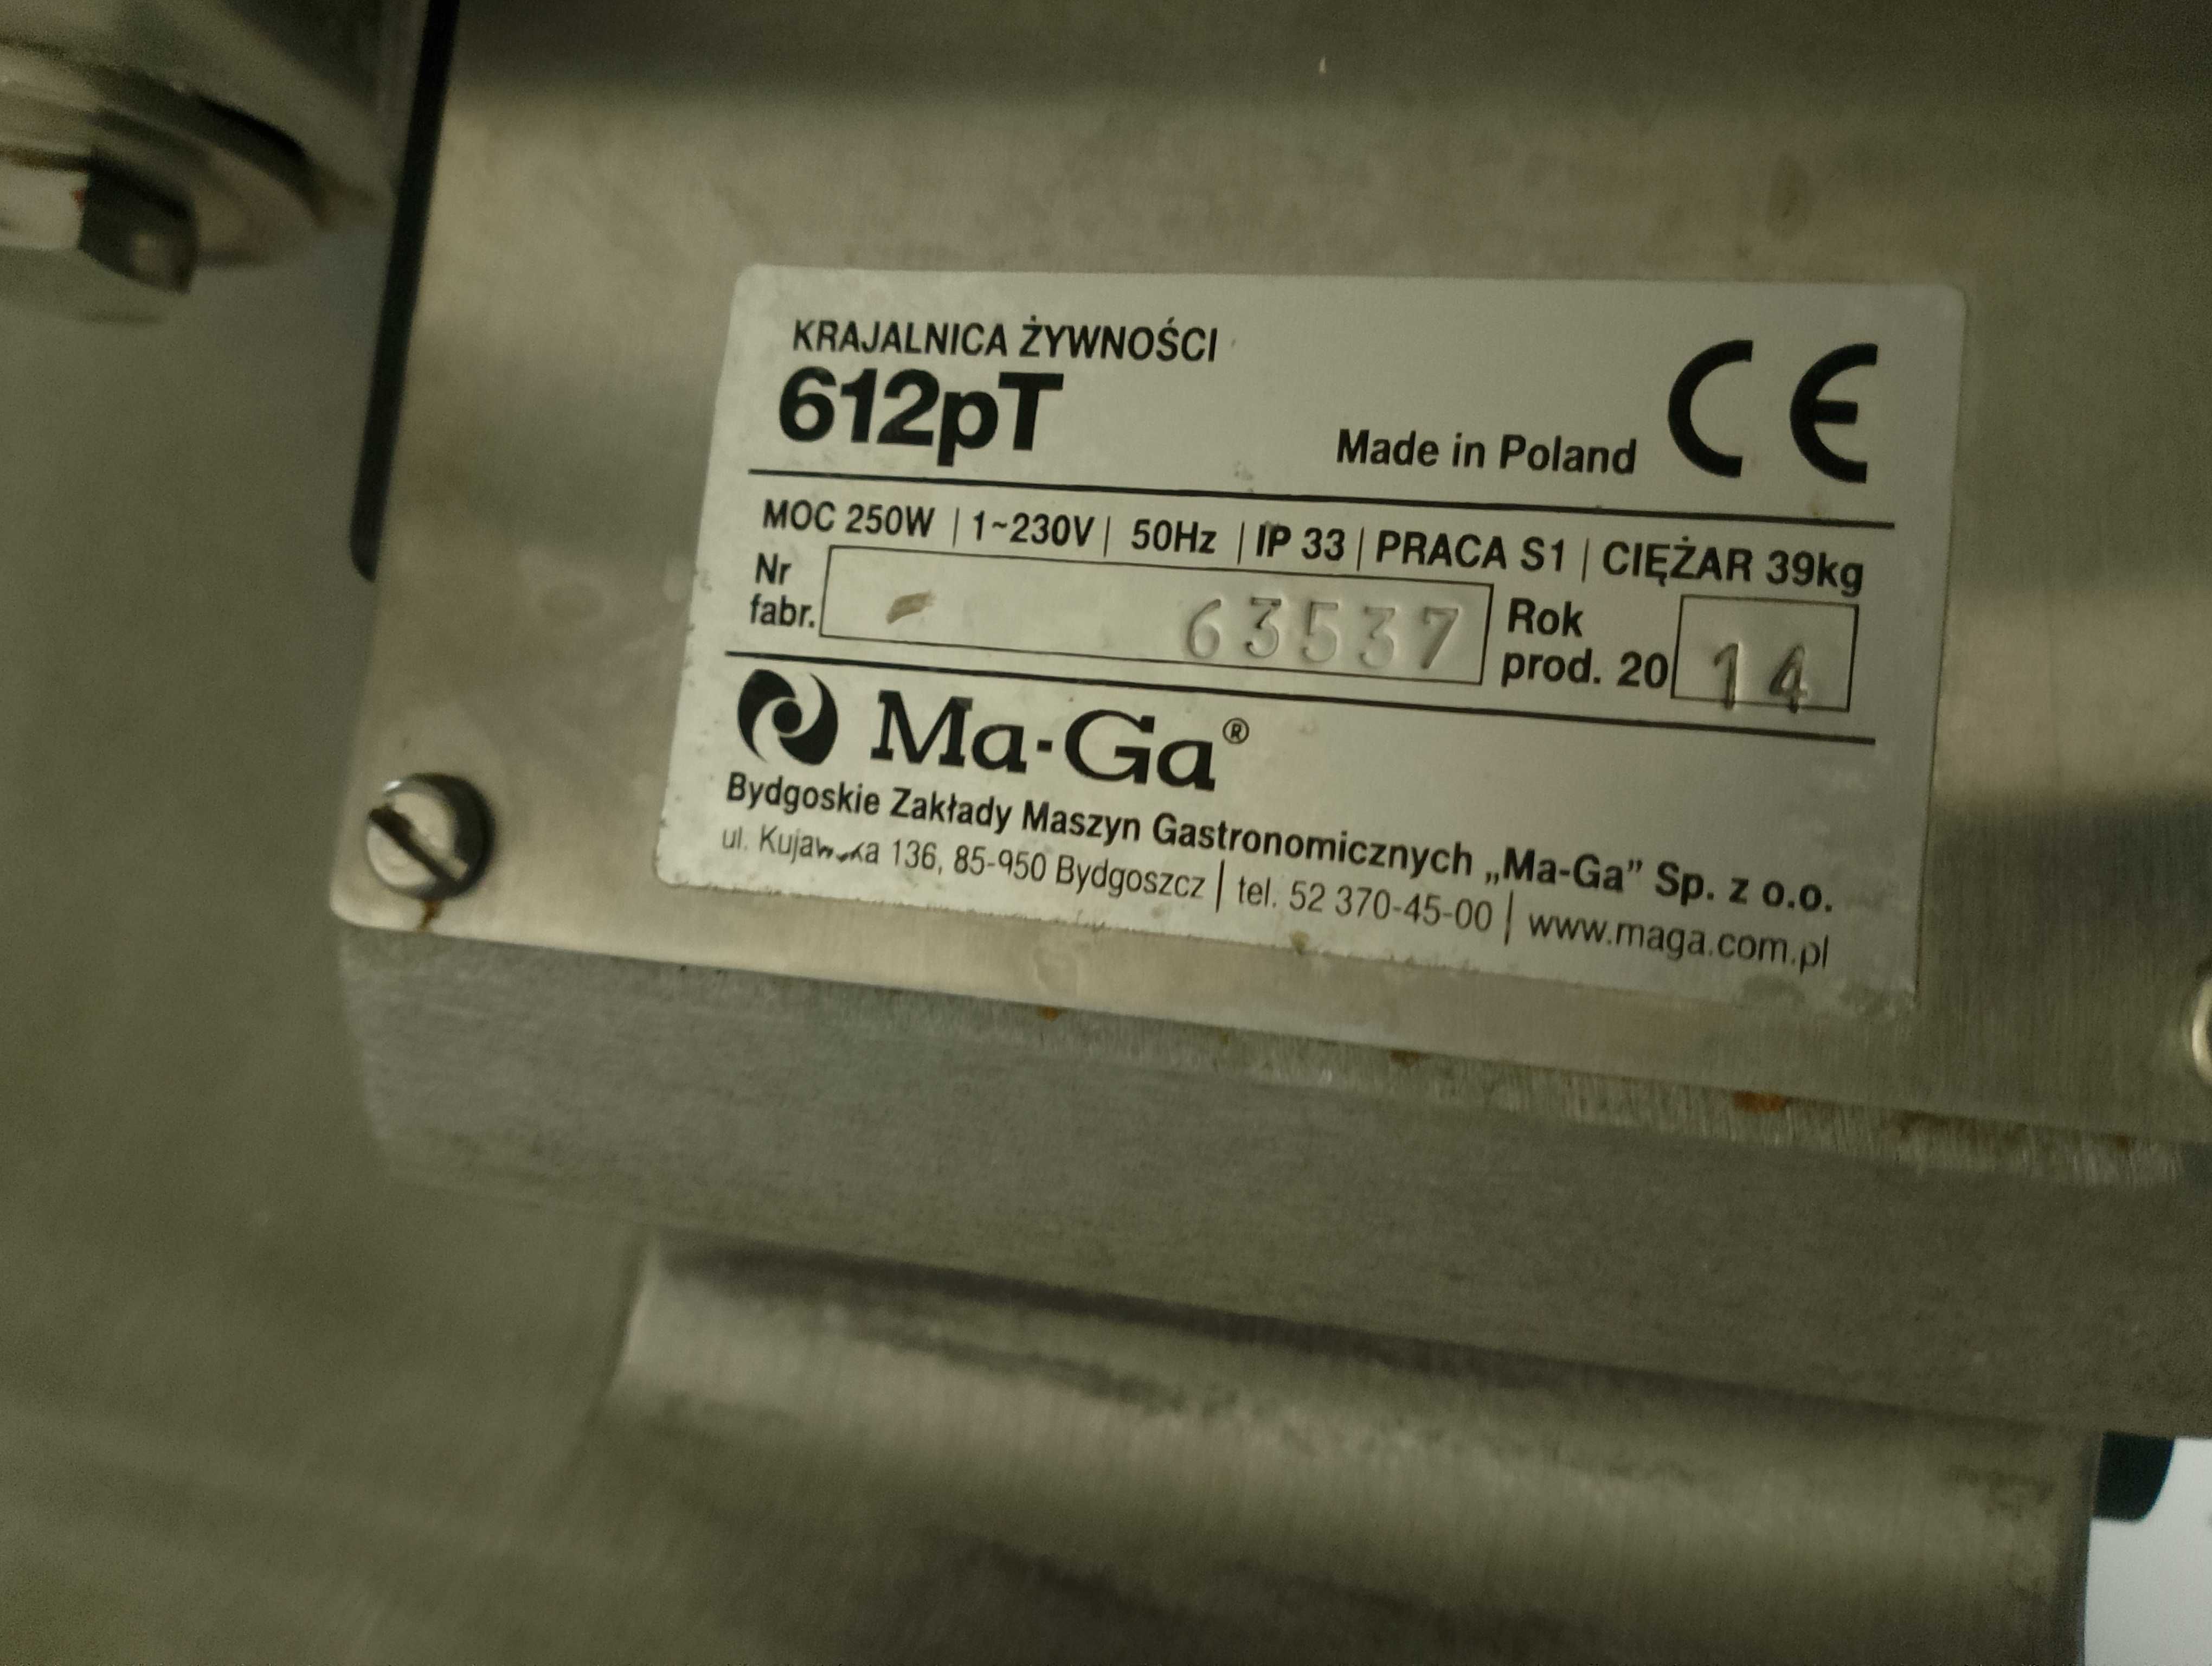 KRAJALNICA ŻYWNOŚCI
612pT
Made in Poland CE
MOC 250W | 1~230V | 50Hz | IP 33 | PRACA S1 | CIĘŻAR 39kg
Nr fabr. 63537 Rok prod. 2014
Ma-Ga®
Bydgoskie Zakłady Maszyn Gastronomicznych „Ma-Ga” Sp. z o.o.
ul. Kujawska 136, 85-950 Bydgoszcz | tel. 52 370-45-00 | www.maga.com.pl